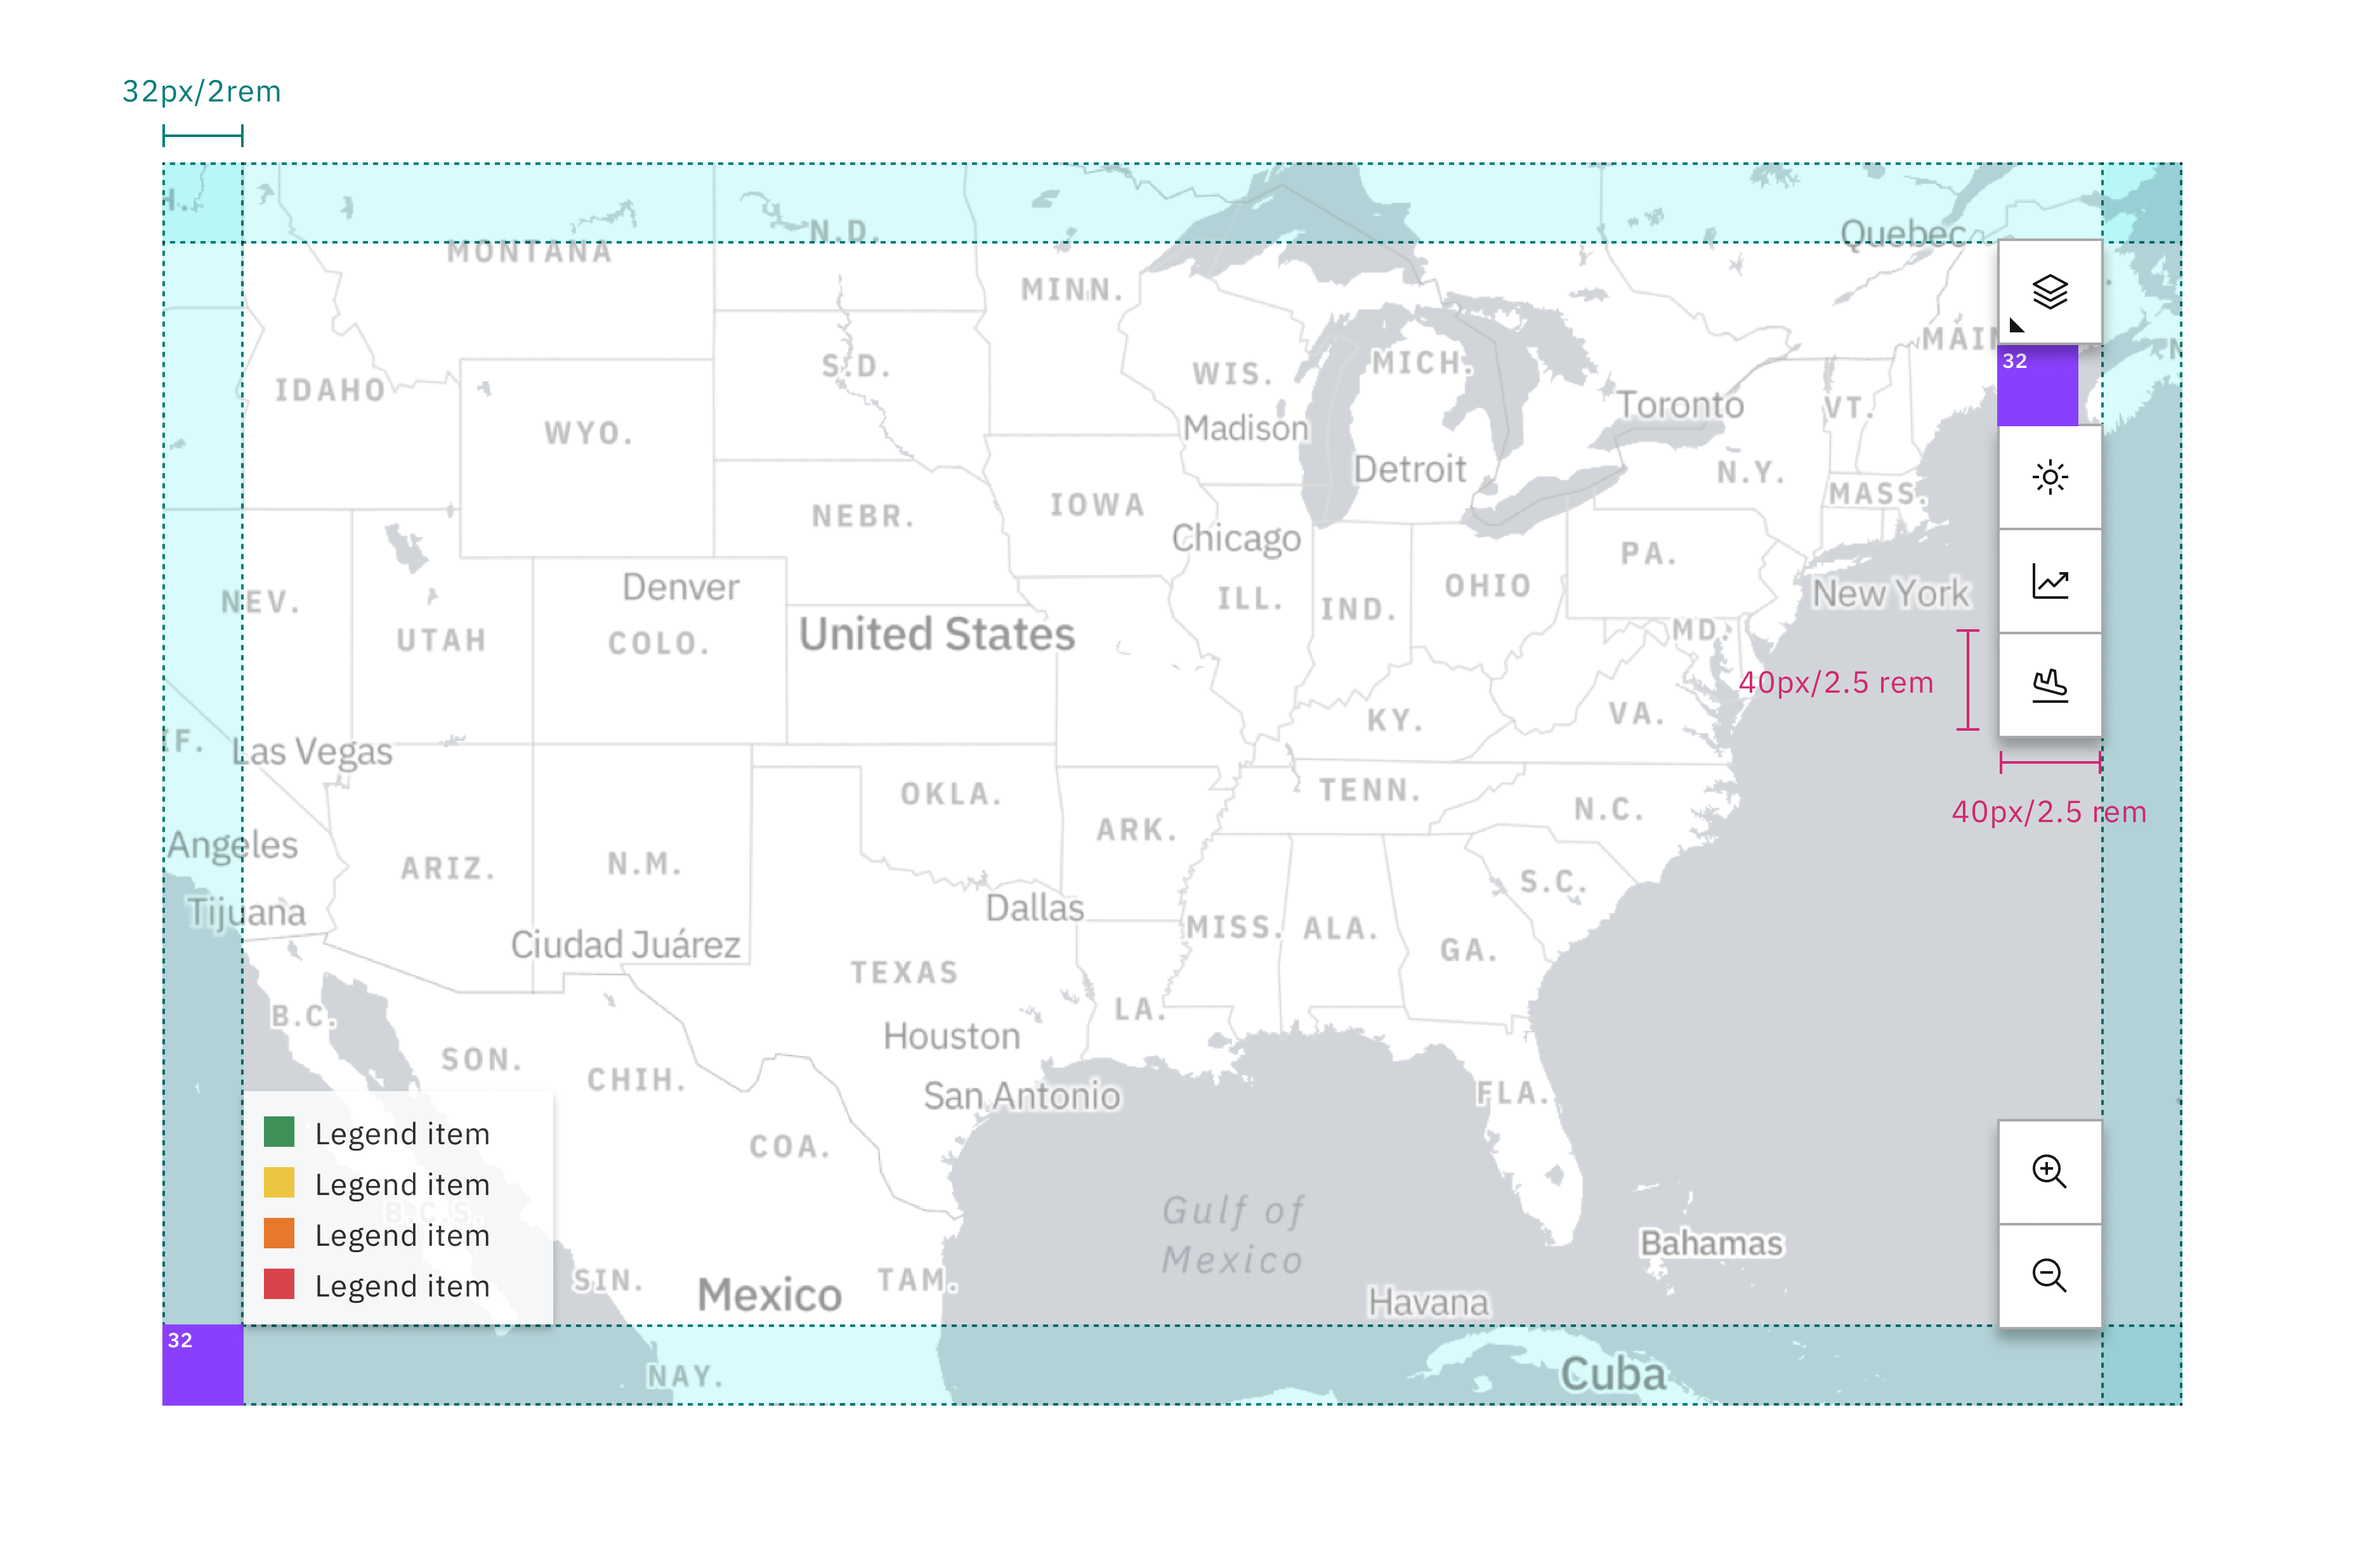 32px/2rem
H.
N.D.
Quebec
MONTANA
MINN.
MAIN
N
32
S.D.
MICH.
WIS.
IDAHO
Toronto
VT.
Madison
WYO.
Detroit
N.Y.
MASS.
IOWA
NEBR.
Chicago
PA.
Denver
OHIO
New York
ILL.
NEV.
IND.
MD.
United States
UTAH
COLO.
40px/2.5 rem
VA.
KY.
IF.
Las Vegas
TENN.
OKLA.
N.C.
40px/2.5 rem
ARK.
Angeles
N.M.
ARIZ.
S.C.
Dallas
Tijuana
MISS.
ALA.
Ciudad Juárez
GA.
TEXAS
LA.
B.C.
Houston
SON.
CHIH.
San Antonio
FLA.
Legend item
COA.
Legend item
B.C.S.
Gulf of
Mexico
Legend item
Bahamas
SIN.
TAM.
Legend item
Mexico
Havana
32
NAY.
Cuba